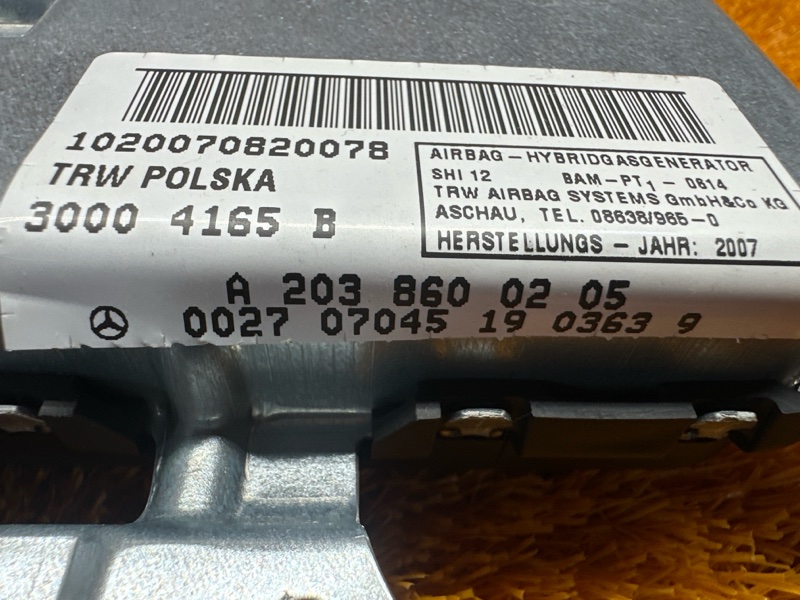 1020070820078
TRW POLSKA
3000 4165 B
AIRBAG - HYBRIDGASGENERATOR
SHI 12 BAM-PT1 - 0814
TRW AIRBAG SYSTEMS GmbH&Co KG
ASCHAU, TEL. 08638/965-0
HERSTELLUNGS - JAHR: 2007
A 203 860 02 05
0027 07045 19 0363 9